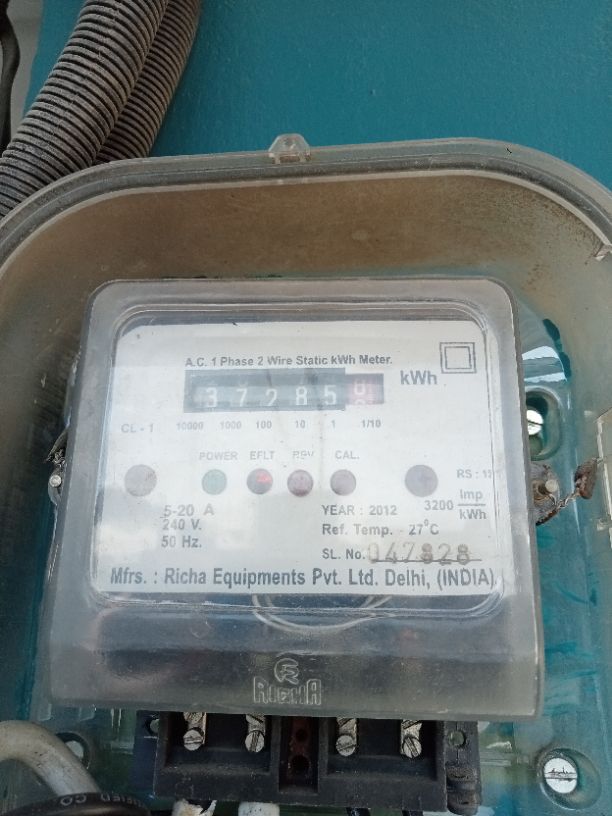 A.C. 1 Phase 2 Wire Static kWh Meter.
37285 kWh
CL - 1 10000 1000 100 10 1 1/10
POWER EFLT REV CAL.
5-20 A
240 V.
50 Hz.
YEAR : 2012
3200 Imp/kWh
Ref. Temp. - 27°C
SL. No. 047828
Mfrs. : Richa Equipments Pvt. Ltd. Delhi, (INDIA)
RICHA